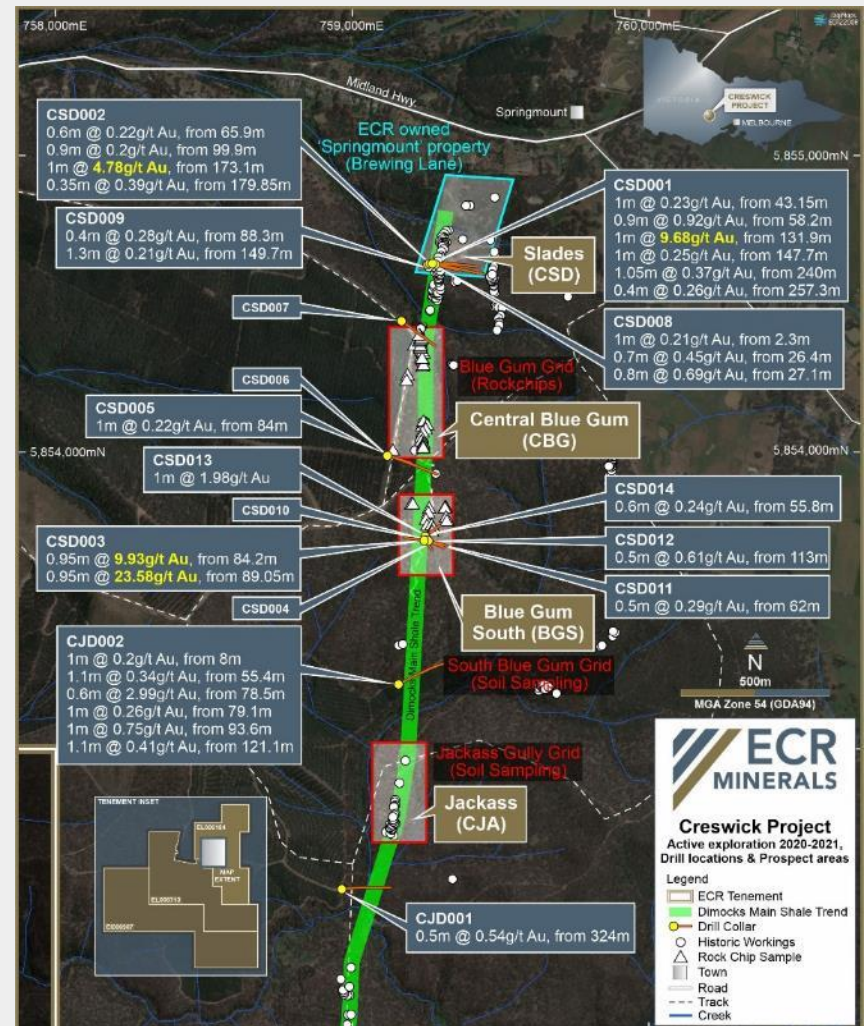 758,000mE
759,000mE
760,000mE
Midland Hwy.
Springmount
CRESWICK
PROJECT
MELBOURNE
5,855,000mN
ECR owned
'Springmount' property
(Brewing Lane)
CSD002
0.6m @ 0.22g/t Au, from 65.9m
0.9m @ 0.2g/t Au, from 99.9m
1m @ 4.78g/t Au, from 173.1m
0.35m @ 0.39g/t Au, from 179.85m
CSD009
0.4m @ 0.28g/t Au, from 88.3m
1.3m @ 0.21g/t Au, from 149.7m
CSD001
1m @ 0.23g/t Au, from 43.15m
0.9m @ 0.92g/t Au, from 58.2m
1m @ 9.68g/t Au, from 131.9m
1m @ 0.25g/t Au, from 147.7m
1.05m @ 0.37g/t Au, from 240m
0.4m @ 0.26g/t Au, from 257.3m
Slades
(CSD)
CSD007
CSD008
1m @ 0.21g/t Au, from 2.3m
0.7m @ 0.45g/t Au, from 26.4m
0.8m @ 0.69g/t Au, from 27.1m
Blue Gum Grid
(Rockchips)
CSD006
CSD005
1m @ 0.22g/t Au, from 84m
Central Blue Gum
(CBG)
5,854,000mN
5,854,000mN
CSD013
1m @ 1.98g/t Au
CSD010
CSD014
0.6m @ 0.24g/t Au, from 55.8m
CSD003
0.95m @ 9.93g/t Au, from 84.2m
0.95m @ 23.58g/t Au, from 89.05m
CSD012
0.5m @ 0.61g/t Au, from 113m
CSD004
CSD011
0.5m @ 0.29g/t Au, from 62m
Blue Gum
South (BGS)
Dimocks Main Shale Trend
CJD002
1m @ 0.2g/t Au, from 8m
1.1m @ 0.34g/t Au, from 55.4m
0.6m @ 2.99g/t Au, from 78.5m
1m @ 0.26g/t Au, from 79.1m
1m @ 0.75g/t Au, from 93.6m
1.1m @ 0.41g/t Au, from 121.1m
South Blue Gum Grid
(Soil Sampling)
N
500m
MGA Zone 54 (GDA94)
Jackass Gully Grid
(Soil Sampling)
Jackass
(CJA)
TENEMENT INSET
MAP
EXTENT
CJD001
0.5m @ 0.54g/t Au, from 324m
ECR
MINERALS
Creswick Project
Active exploration 2020-2021,
Drill locations & Prospect areas
Legend
ECR Tenement
Dimocks Main Shale Trend
Drill Collar
Historic Workings
Rock Chip Sample
Town
Road
Track
Creek